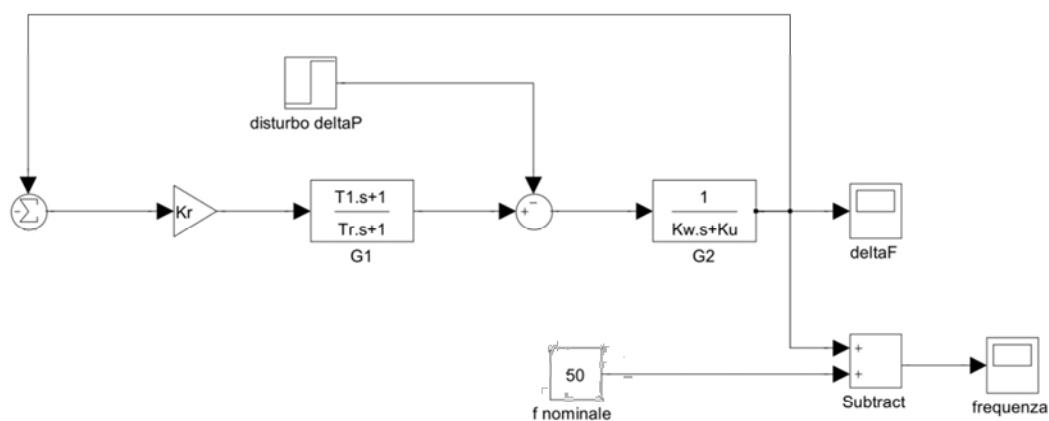 disturbo deltaP
-
Σ
Kr
T1.s+1
Tr.s+1
G1
+
-
1
Kw.s+Ku
G2
deltaF
50
f nominale
+
+
Subtract
frequenza